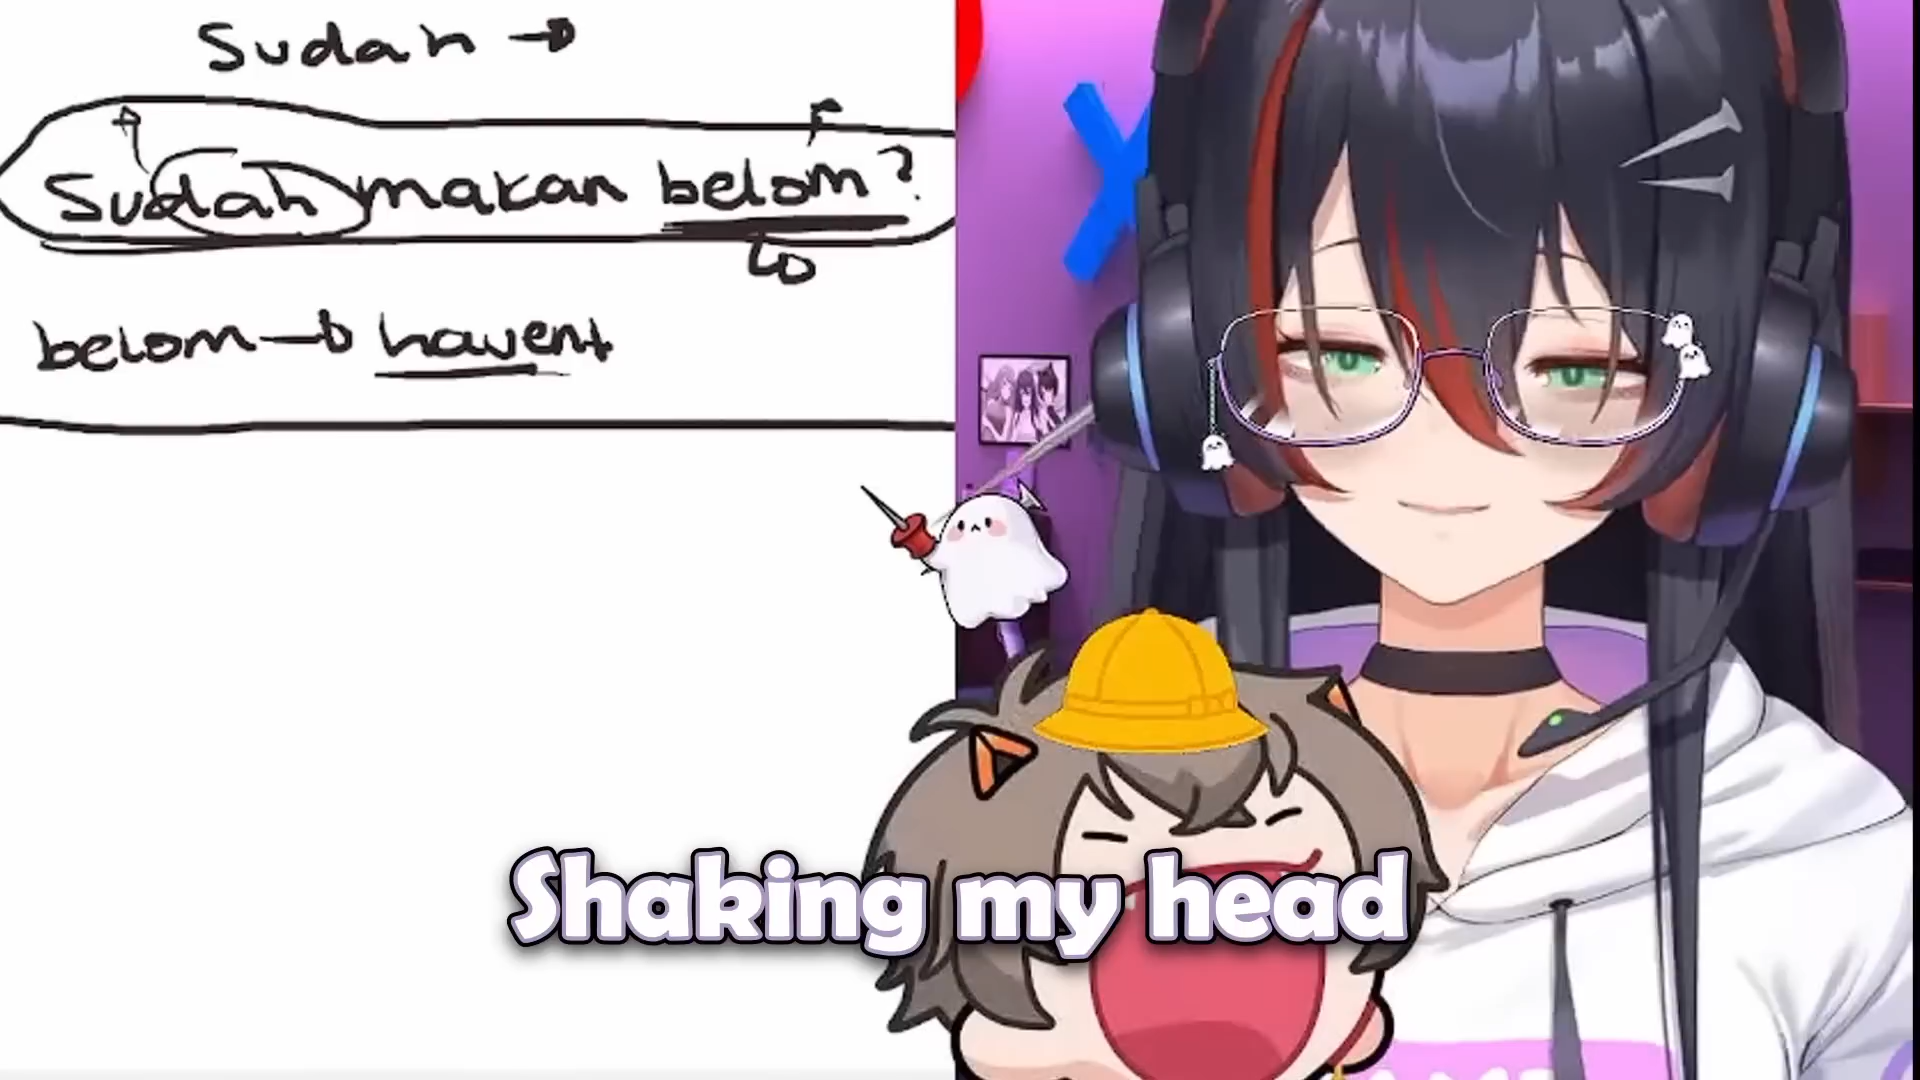 Sudah →
Sudah makan belom?
belom → havent
Shaking my head